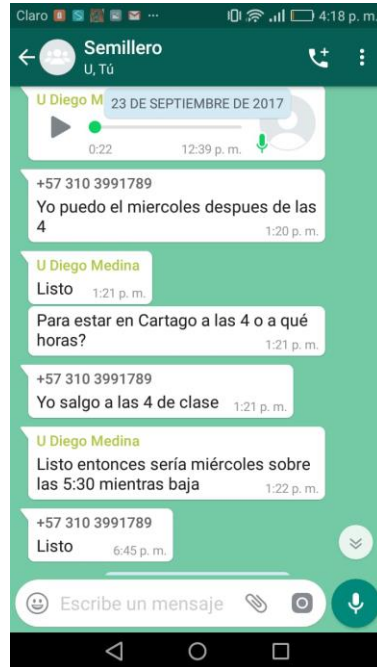 Claro 4:18 p. m.
Semillero
U, Tú
U Diego M
23 DE SEPTIEMBRE DE 2017
0:22 12:39 p. m.
+57 310 3991789
Yo puedo el miercoles despues de las
4
1:20 p. m.
U Diego Medina
Listo
1:21 p. m.
Para estar en Cartago a las 4 o a qué
horas?
1:21 p. m.
+57 310 3991789
Yo salgo a las 4 de clase
1:21 p. m.
U Diego Medina
Listo entonces sería miércoles sobre
las 5:30 mientras baja
1:22 p. m.
+57 310 3991789
Listo
6:45 p. m.
Escribe un mensaje